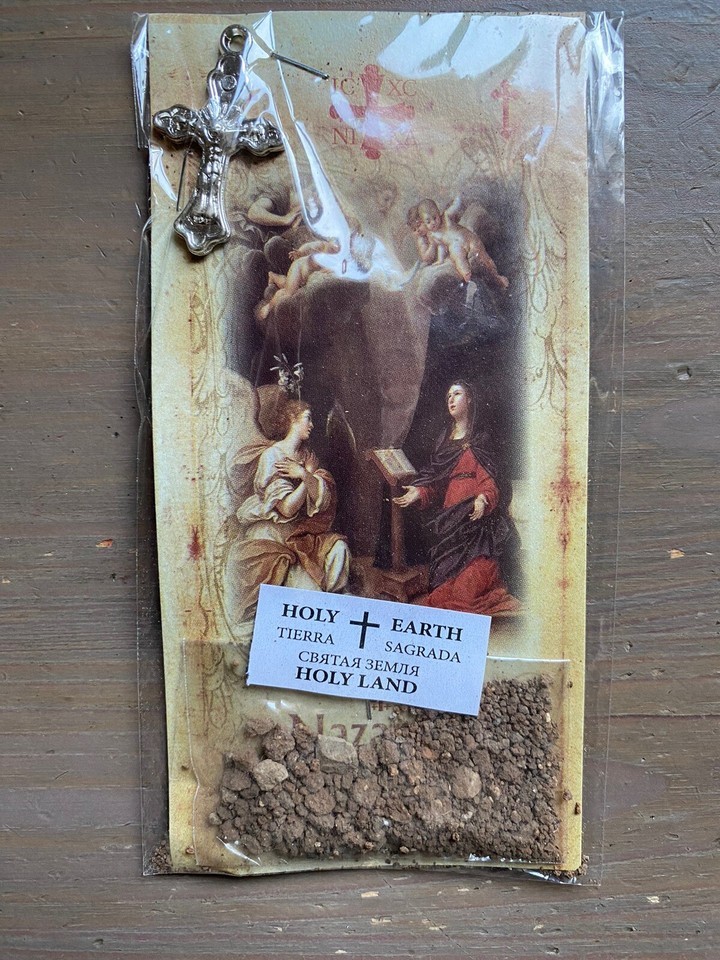 IC XC
NI KA
HOLY EARTH
TIERRA SAGRADA
СВЯТАЯ ЗЕМЛЯ
HOLY LAND